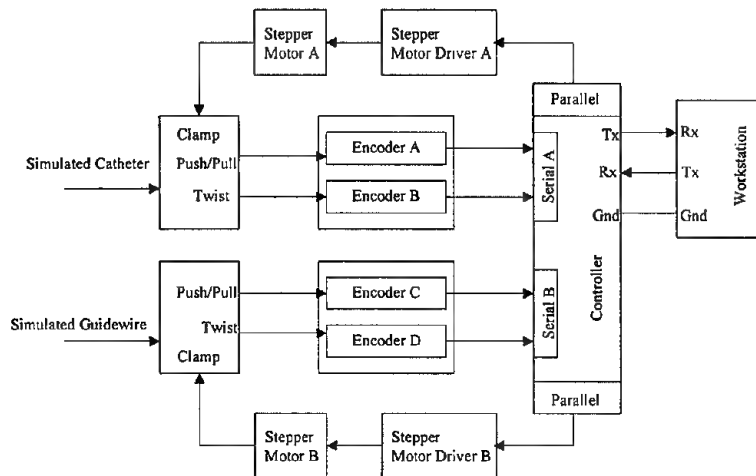 Stepper
Motor A
Stepper
Motor Driver A
Parallel
Clamp
Push/Pull
Twist
Simulated Catheter
Encoder A
Encoder B
Serial A
Tx
Rx
Gnd
Rx
Tx
Gnd
Workstation
Controller
Push/Pull
Twist
Clamp
Simulated Guidewire
Encoder C
Encoder D
Serial B
Parallel
Stepper
Motor B
Stepper
Motor Driver B